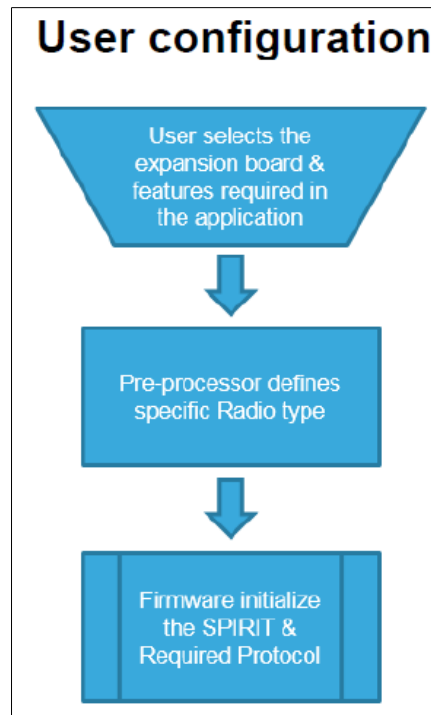 User configuration
User selects the
expansion board &
features required in
the application
Pre-processor defines
specific Radio type
Firmware initialize
the SPIRIT &
Required Protocol